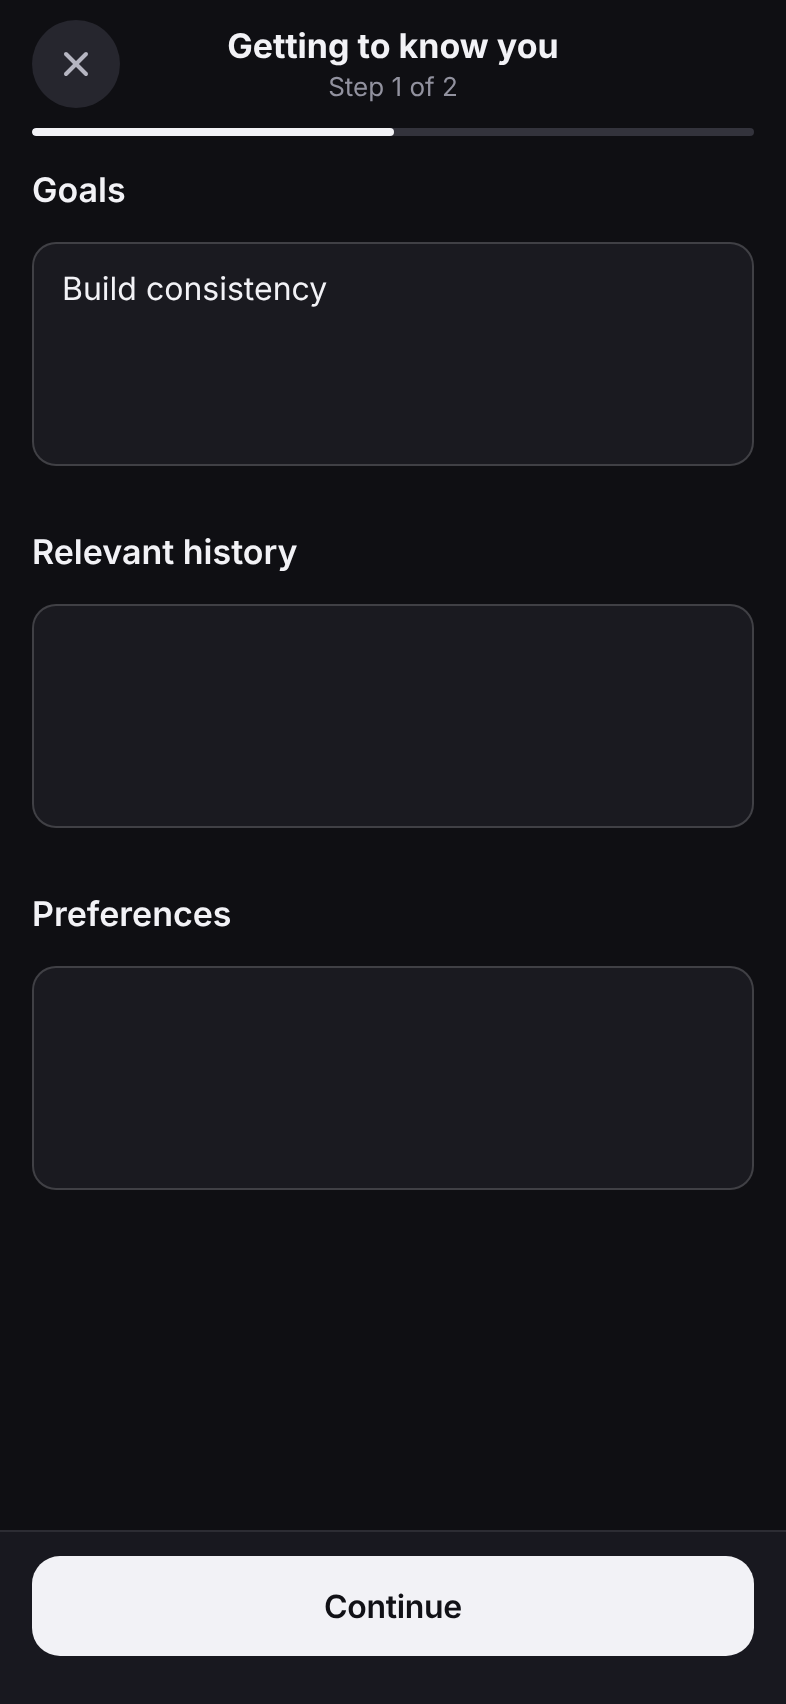 Getting to know you
Step 1 of 2
Goals
Build consistency
Relevant history
Preferences
Continue